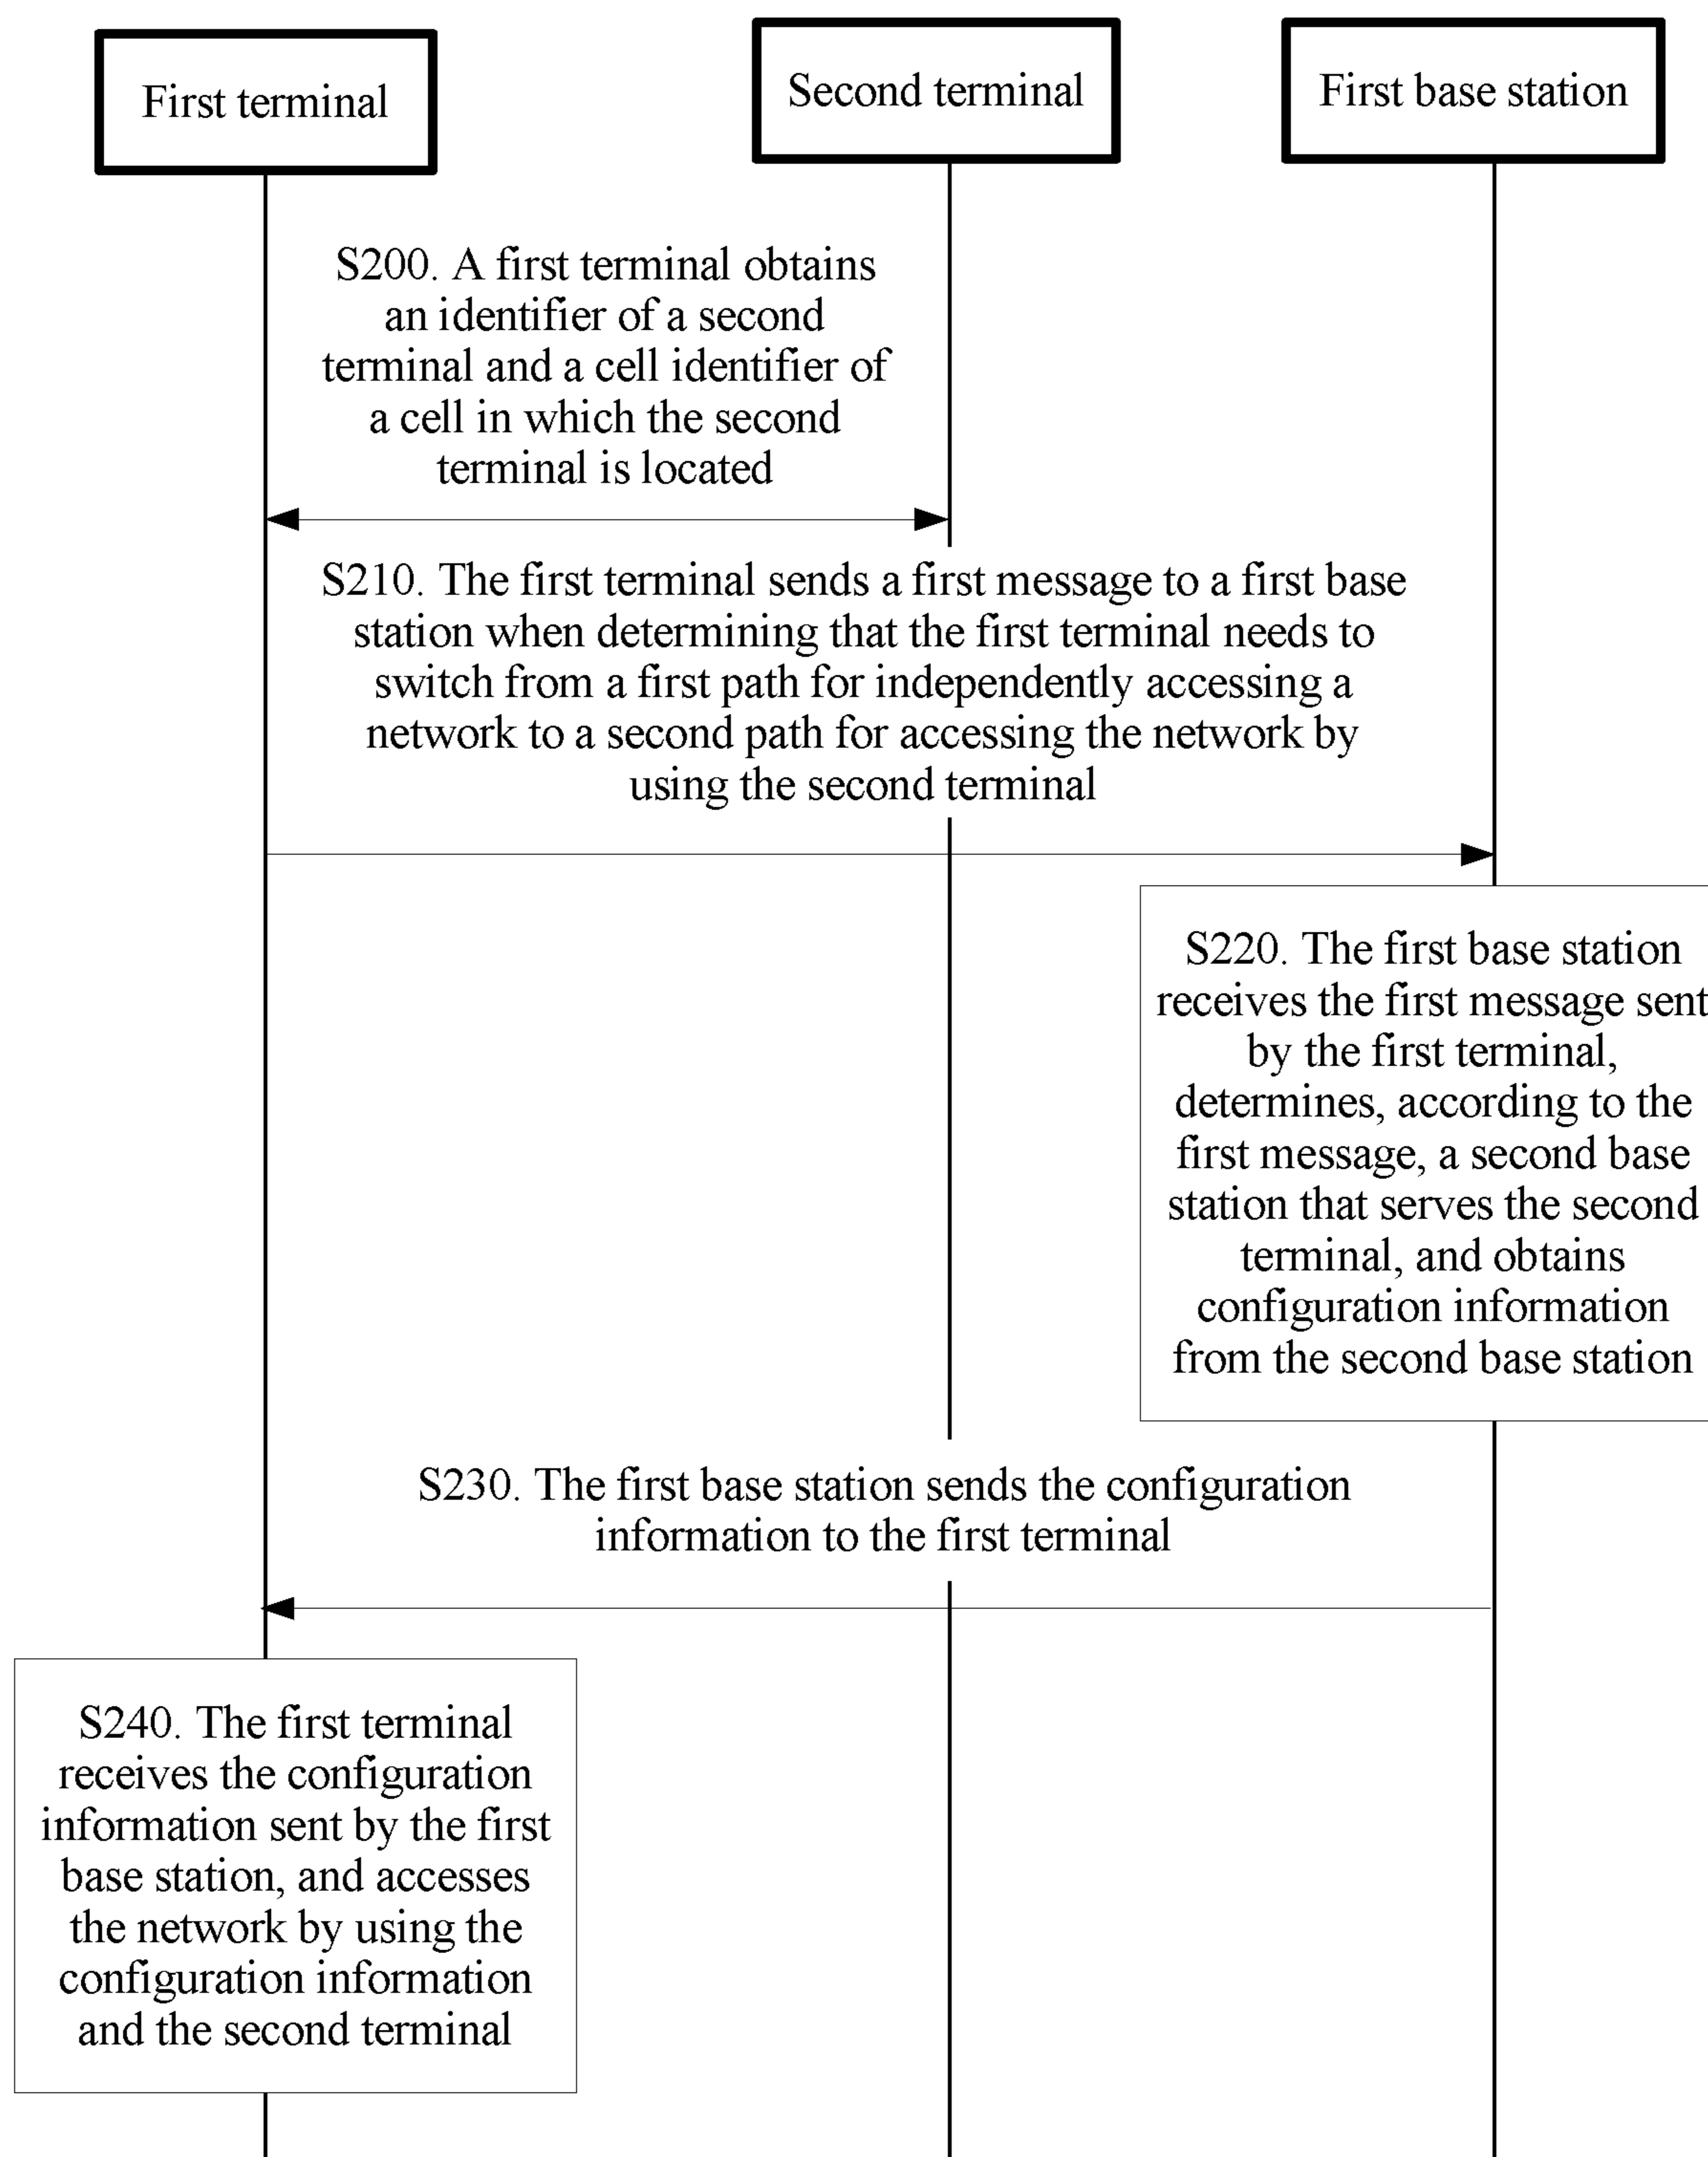 First terminal
Second terminal
First base station
S200. A first terminal obtains
an identifier of a second
terminal and a cell identifier of
a cell in which the second
terminal is located
S210. The first terminal sends a first message to a first base
station when determining that the first terminal needs to
switch from a first path for independently accessing a
network to a second path for accessing the network by
using the second terminal
S220. The first base station
receives the first message sent
by the first terminal,
determines, according to the
first message, a second base
station that serves the second
terminal, and obtains
configuration information
from the second base station
S230. The first base station sends the configuration
information to the first terminal
S240. The first terminal
receives the configuration
information sent by the first
base station, and accesses
the network by using the
configuration information
and the second terminal